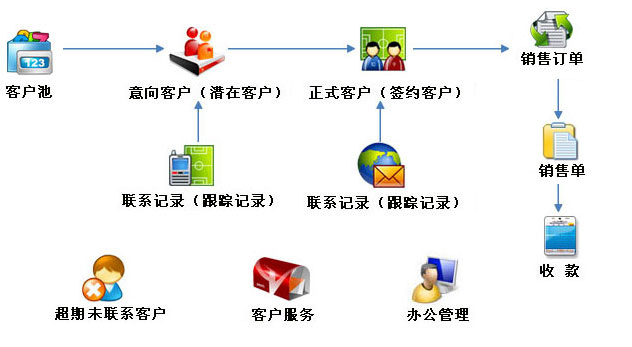 123
客户池
意向客户（潜在客户）
正式客户（签约客户）
销售订单
联系记录（跟踪记录）
联系记录（跟踪记录）
销售单
收 款
超期未联系客户
客户服务
办公管理